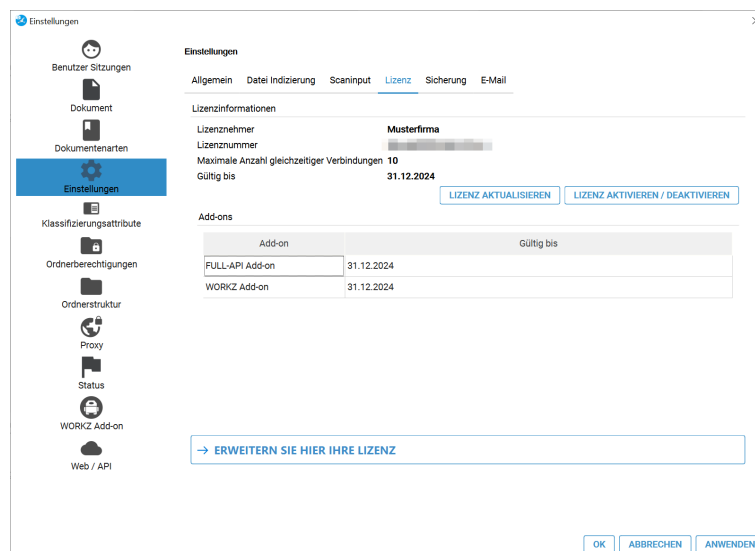 Einstellungen
Benutzer Sitzungen
Dokument
Dokumentenarten
Einstellungen
Klassifizierungsattribute
Ordnerberechtigungen
Ordnerstruktur
Proxy
Status
WORKZ Add-on
Web / API
Einstellungen
Allgemein Datei Indizierung Scaninput Lizenz Sicherung E-Mail
Lizenzinformationen
Lizenznehmer Musterfirma
Lizenznummer
Maximale Anzahl gleichzeitiger Verbindungen 10
Gültig bis 31.12.2024
LIZENZ AKTUALISIEREN LIZENZ AKTIVIEREN / DEAKTIVIEREN
Add-ons
Add-on Gültig bis
FULL-API Add-on 31.12.2024
WORKZ Add-on 31.12.2024
→ ERWEITERN SIE HIER IHRE LIZENZ
OK ABBRECHEN ANWENDEN